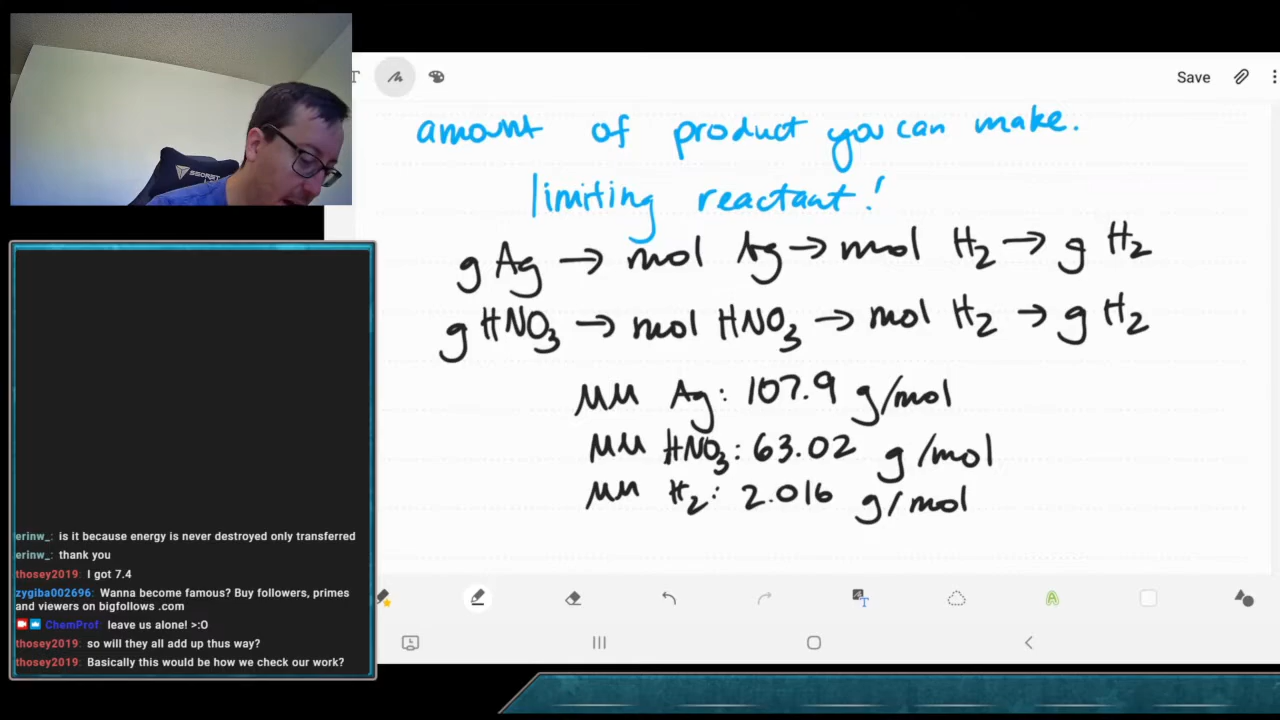 T
Save
SECRET
amount of product you can make.
limiting reactant!
g Ag → mol Ag → mol H₂ → g H₂
g HNO₃ → mol HNO₃ → mol H₂ → g H₂
MM Ag: 107.9 g/mol
MM HNO₃: 63.02 g/mol
MM H₂: 2.016 g/mol
erinw_: is it because energy is never destroyed only transferred
erinw_: thank you
thosey2019: I got 7.4
zygiba002696: Wanna become famous? Buy followers, primes
and viewers on bigfollows .com
ChemProf: leave us alone! >:O
thosey2019: so will they all add up thus way?
thosey2019: Basically this would be how we check our work?
T
A